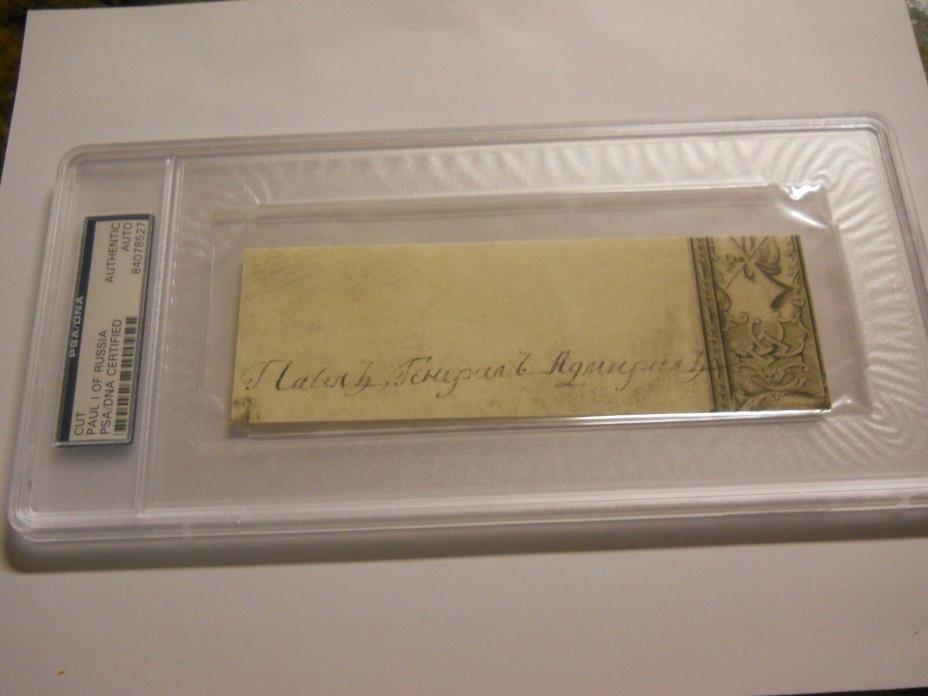 PSA/DNA
CUT
PAUL I OF RUSSIA
PSA/DNA CERTIFIED
AUTHENTIC
AUTO
84078527
Павелъ, Генералъ Адмиралъ